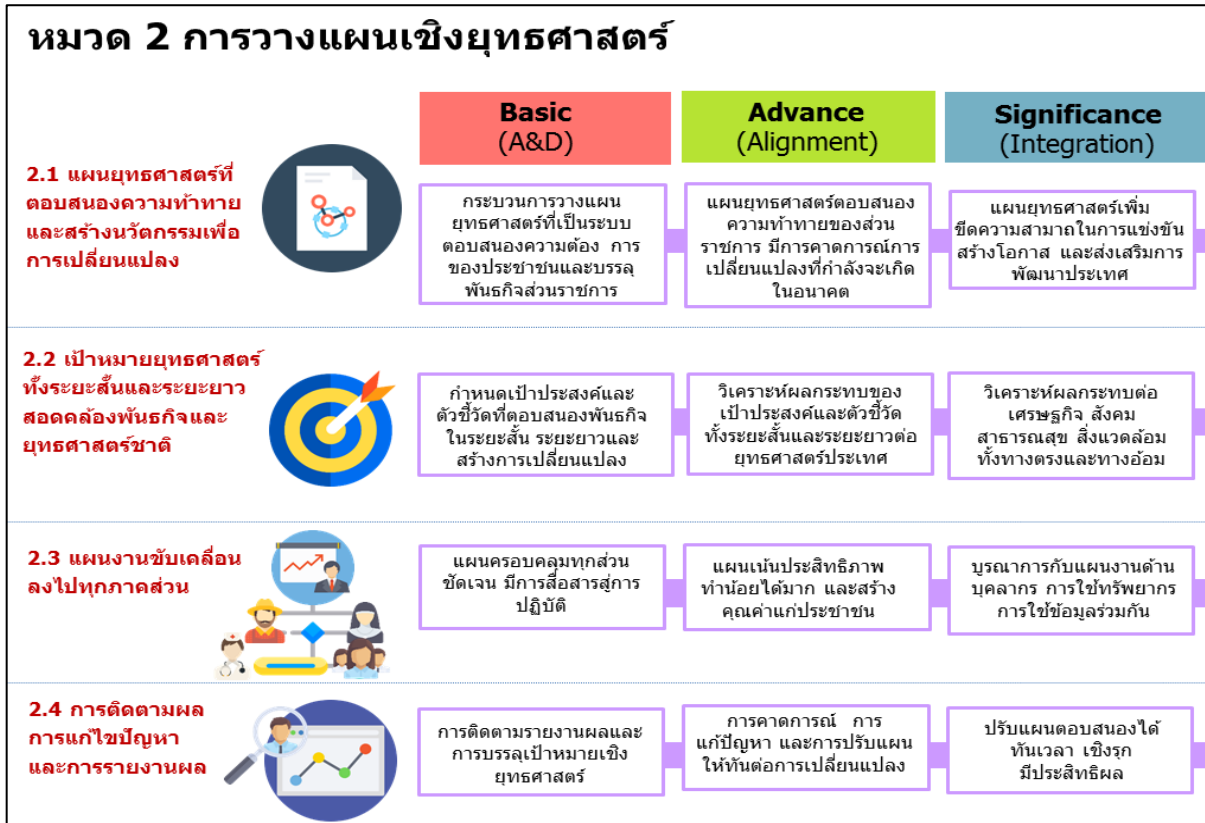 หมวด 2 การวางแผนเชิงยุทธศาสตร์
Basic
(A&D)
Advance
(Alignment)
Significance
(Integration)
2.1 แผนยุทธศาสตร์ที่
ตอบสนองความท้าทาย
และสร้างนวัตกรรมเพื่อ
การเปลี่ยนแปลง
กระบวนการวางแผน
ยุทธศาสตร์ที่เป็นระบบ
ตอบสนองความต้อง การ
ของประชาชนและบรรลุ
พันธกิจส่วนราชการ
แผนยุทธศาสตร์ตอบสนอง
ความท้าทายของส่วน
ราชการ มีการคาดการณ์การ
เปลี่ยนแปลงที่กำลังจะเกิด
ในอนาคต
แผนยุทธศาสตร์เพิ่ม
ขีดความสามาถในการแข่งขัน
สร้างโอกาส และส่งเสริมการ
พัฒนาประเทศ
2.2 เป้าหมายยุทธศาสตร์
ทั้งระยะสั้นและระยะยาว
สอดคล้องพันธกิจและ
ยุทธศาสตร์ชาติ
กำหนดเป้าประสงค์และ
ตัวชี้วัดที่ตอบสนองพันธกิจ
ในระยะสั้น ระยะยาวและ
สร้างการเปลี่ยนแปลง
วิเคราะห์ผลกระทบของ
เป้าประสงค์และตัวชี้วัด
ทั้งระยะสั้นและระยะยาวต่อ
ยุทธศาสตร์ประเทศ
วิเคราะห์ผลกระทบต่อ
เศรษฐกิจ สังคม
สาธารณสุข สิ่งแวดล้อม
ทั้งทางตรงและทางอ้อม
2.3 แผนงานขับเคลื่อน
ลงไปทุกภาคส่วน
แผนครอบคลุมทุกส่วน
ชัดเจน มีการสื่อสารสู่การ
ปฏิบัติ
แผนเน้นประสิทธิภาพ
ทำน้อยได้มาก และสร้าง
คุณค่าแก่ประชาชน
บูรณาการกับแผนงานด้าน
บุคลากร การใช้ทรัพยากร
การใช้ข้อมูลร่วมกัน
2.4 การติดตามผล
การแก้ไขปัญหา
และการรายงานผล
การติดตามรายงานผลและ
การบรรลุเป้าหมายเชิง
ยุทธศาสตร์
การคาดการณ์ การ
แก้ปัญหา และการปรับแผน
ให้ทันต่อการเปลี่ยนแปลง
ปรับแผนตอบสนองได้
ทันเวลา เชิงรุก
มีประสิทธิผล